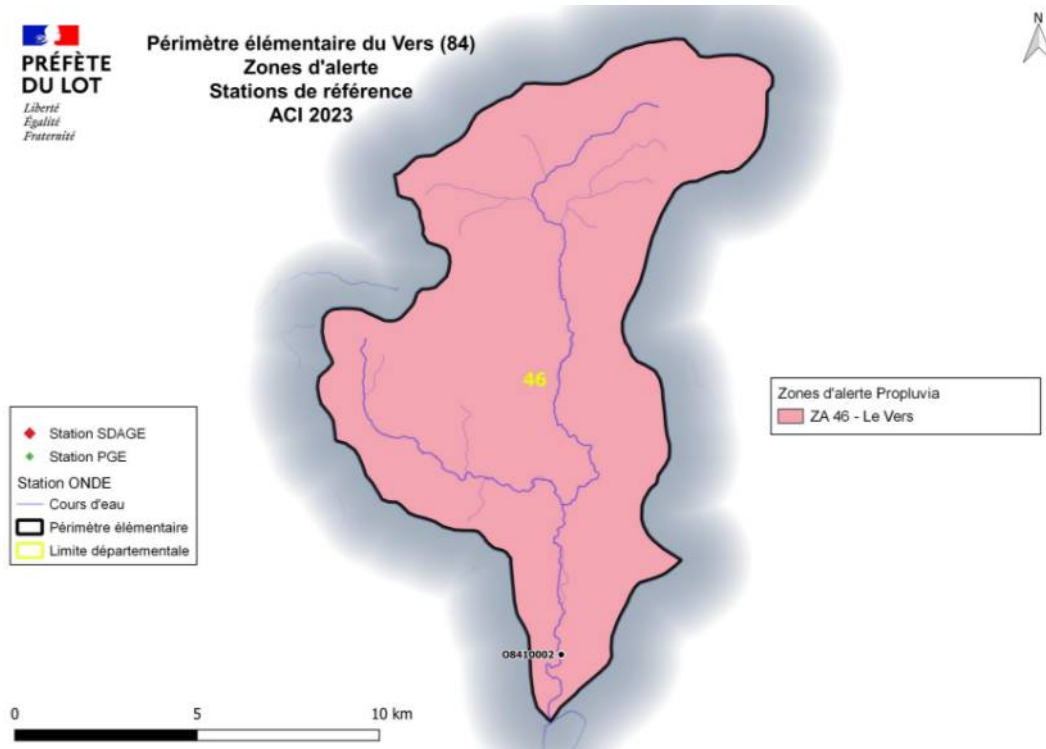 PRÉFÈTE
DU LOT
Liberté
Égalité
Fraternité
Périmètre élémentaire du Vers (84)
Zones d'alerte
Stations de référence
ACI 2023
N
46
Zones d'alerte Propluvia
ZA 46 - Le Vers
Station SDAGE
Station PGE
Station ONDE
Cours d'eau
Périmètre élémentaire
Limite départementale
O8410002
0 5 10 km